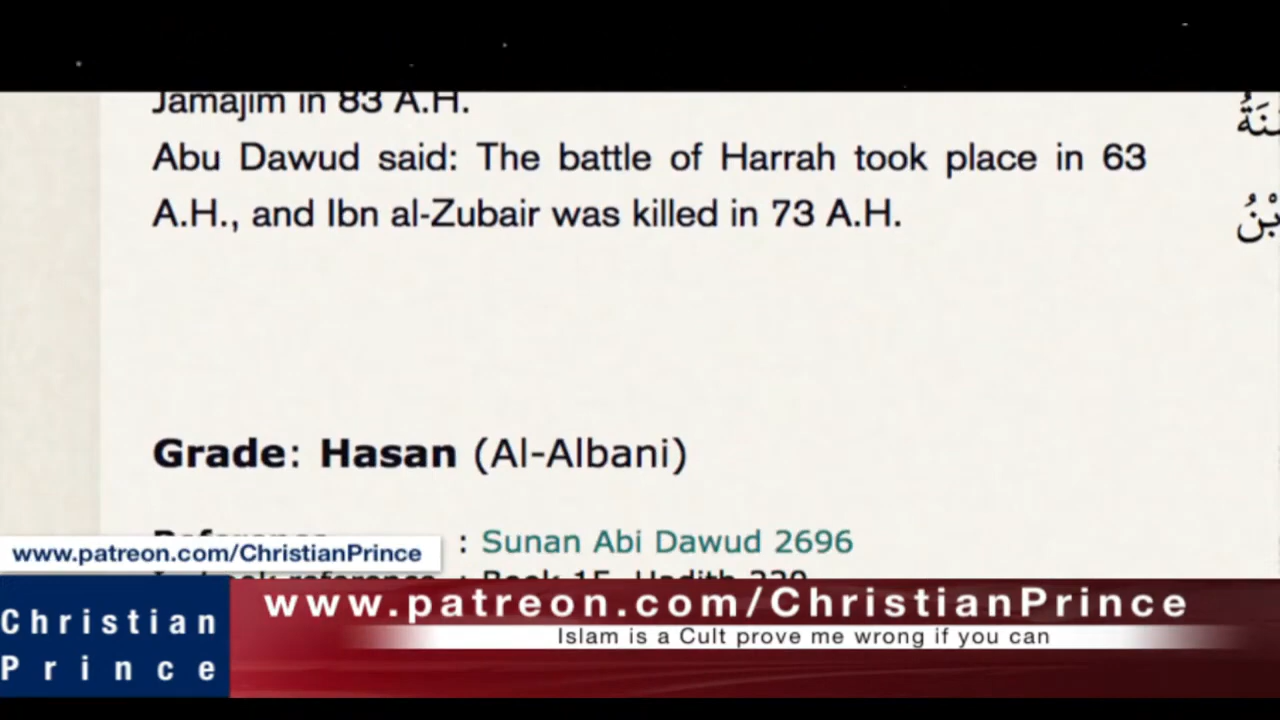 Jamajim in 83 A.H.
Abu Dawud said: The battle of Harrah took place in 63
A.H., and Ibn al-Zubair was killed in 73 A.H.
Grade: Hasan (Al-Albani)
: Sunan Abi Dawud 2696
www.patreon.com/ChristianPrince
Christian
Prince
www.patreon.com/ChristianPrince
Islam is a Cult prove me wrong if you can